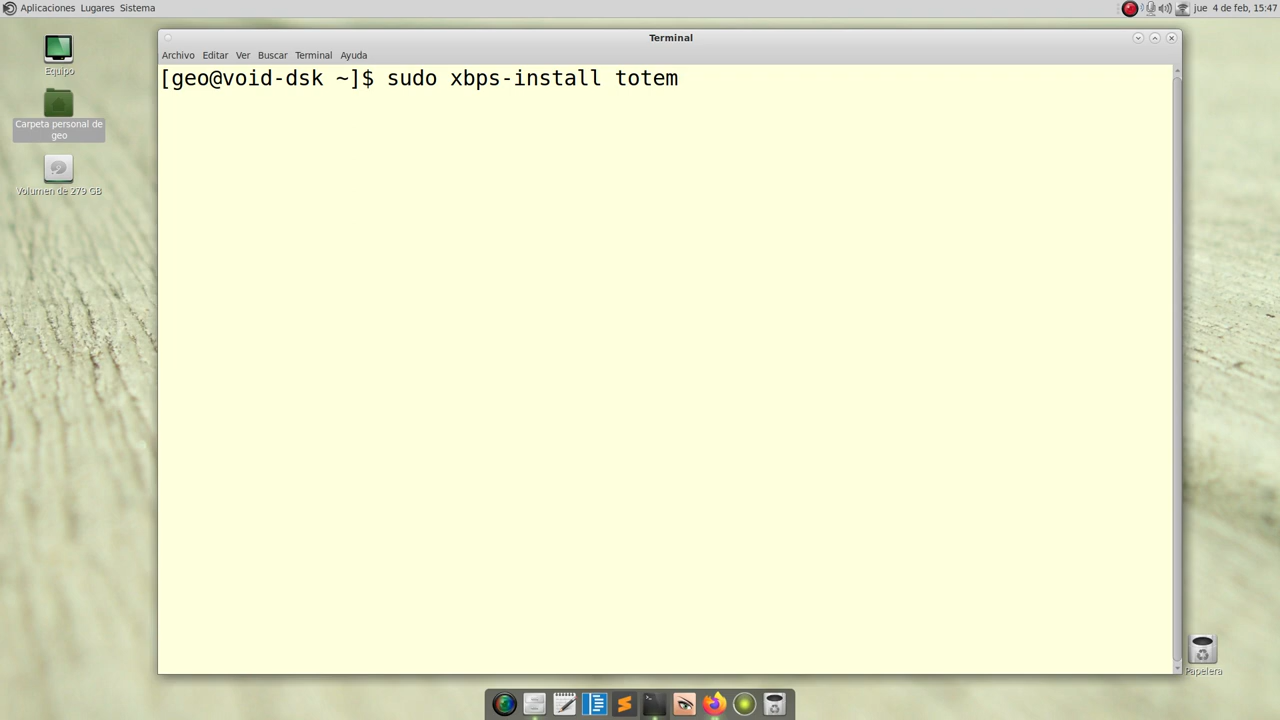 Aplicaciones Lugares Sistema
jue 4 de feb, 15:47
Terminal
Archivo Editar Ver Buscar Terminal Ayuda
[geo@void-dsk ~]$ sudo xbps-install totem
Equipo
Carpeta personal de
geo
Volumen de 279 GB
Papelera